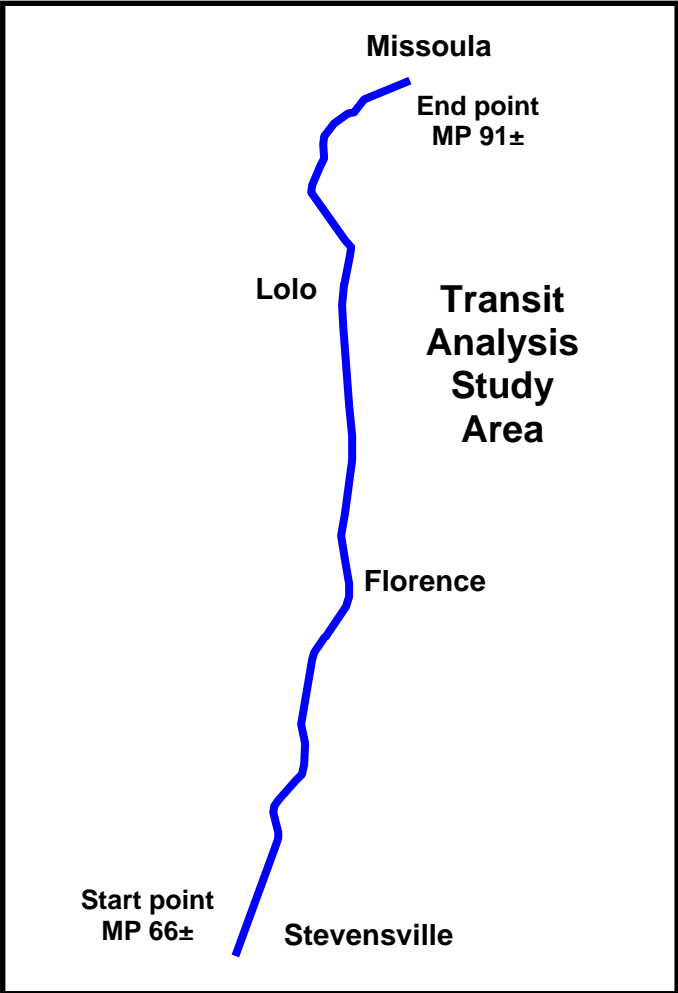 Missoula
End point
MP 91±
Lolo
Transit
Analysis
Study
Area
Florence
Start point
MP 66±
Stevensville